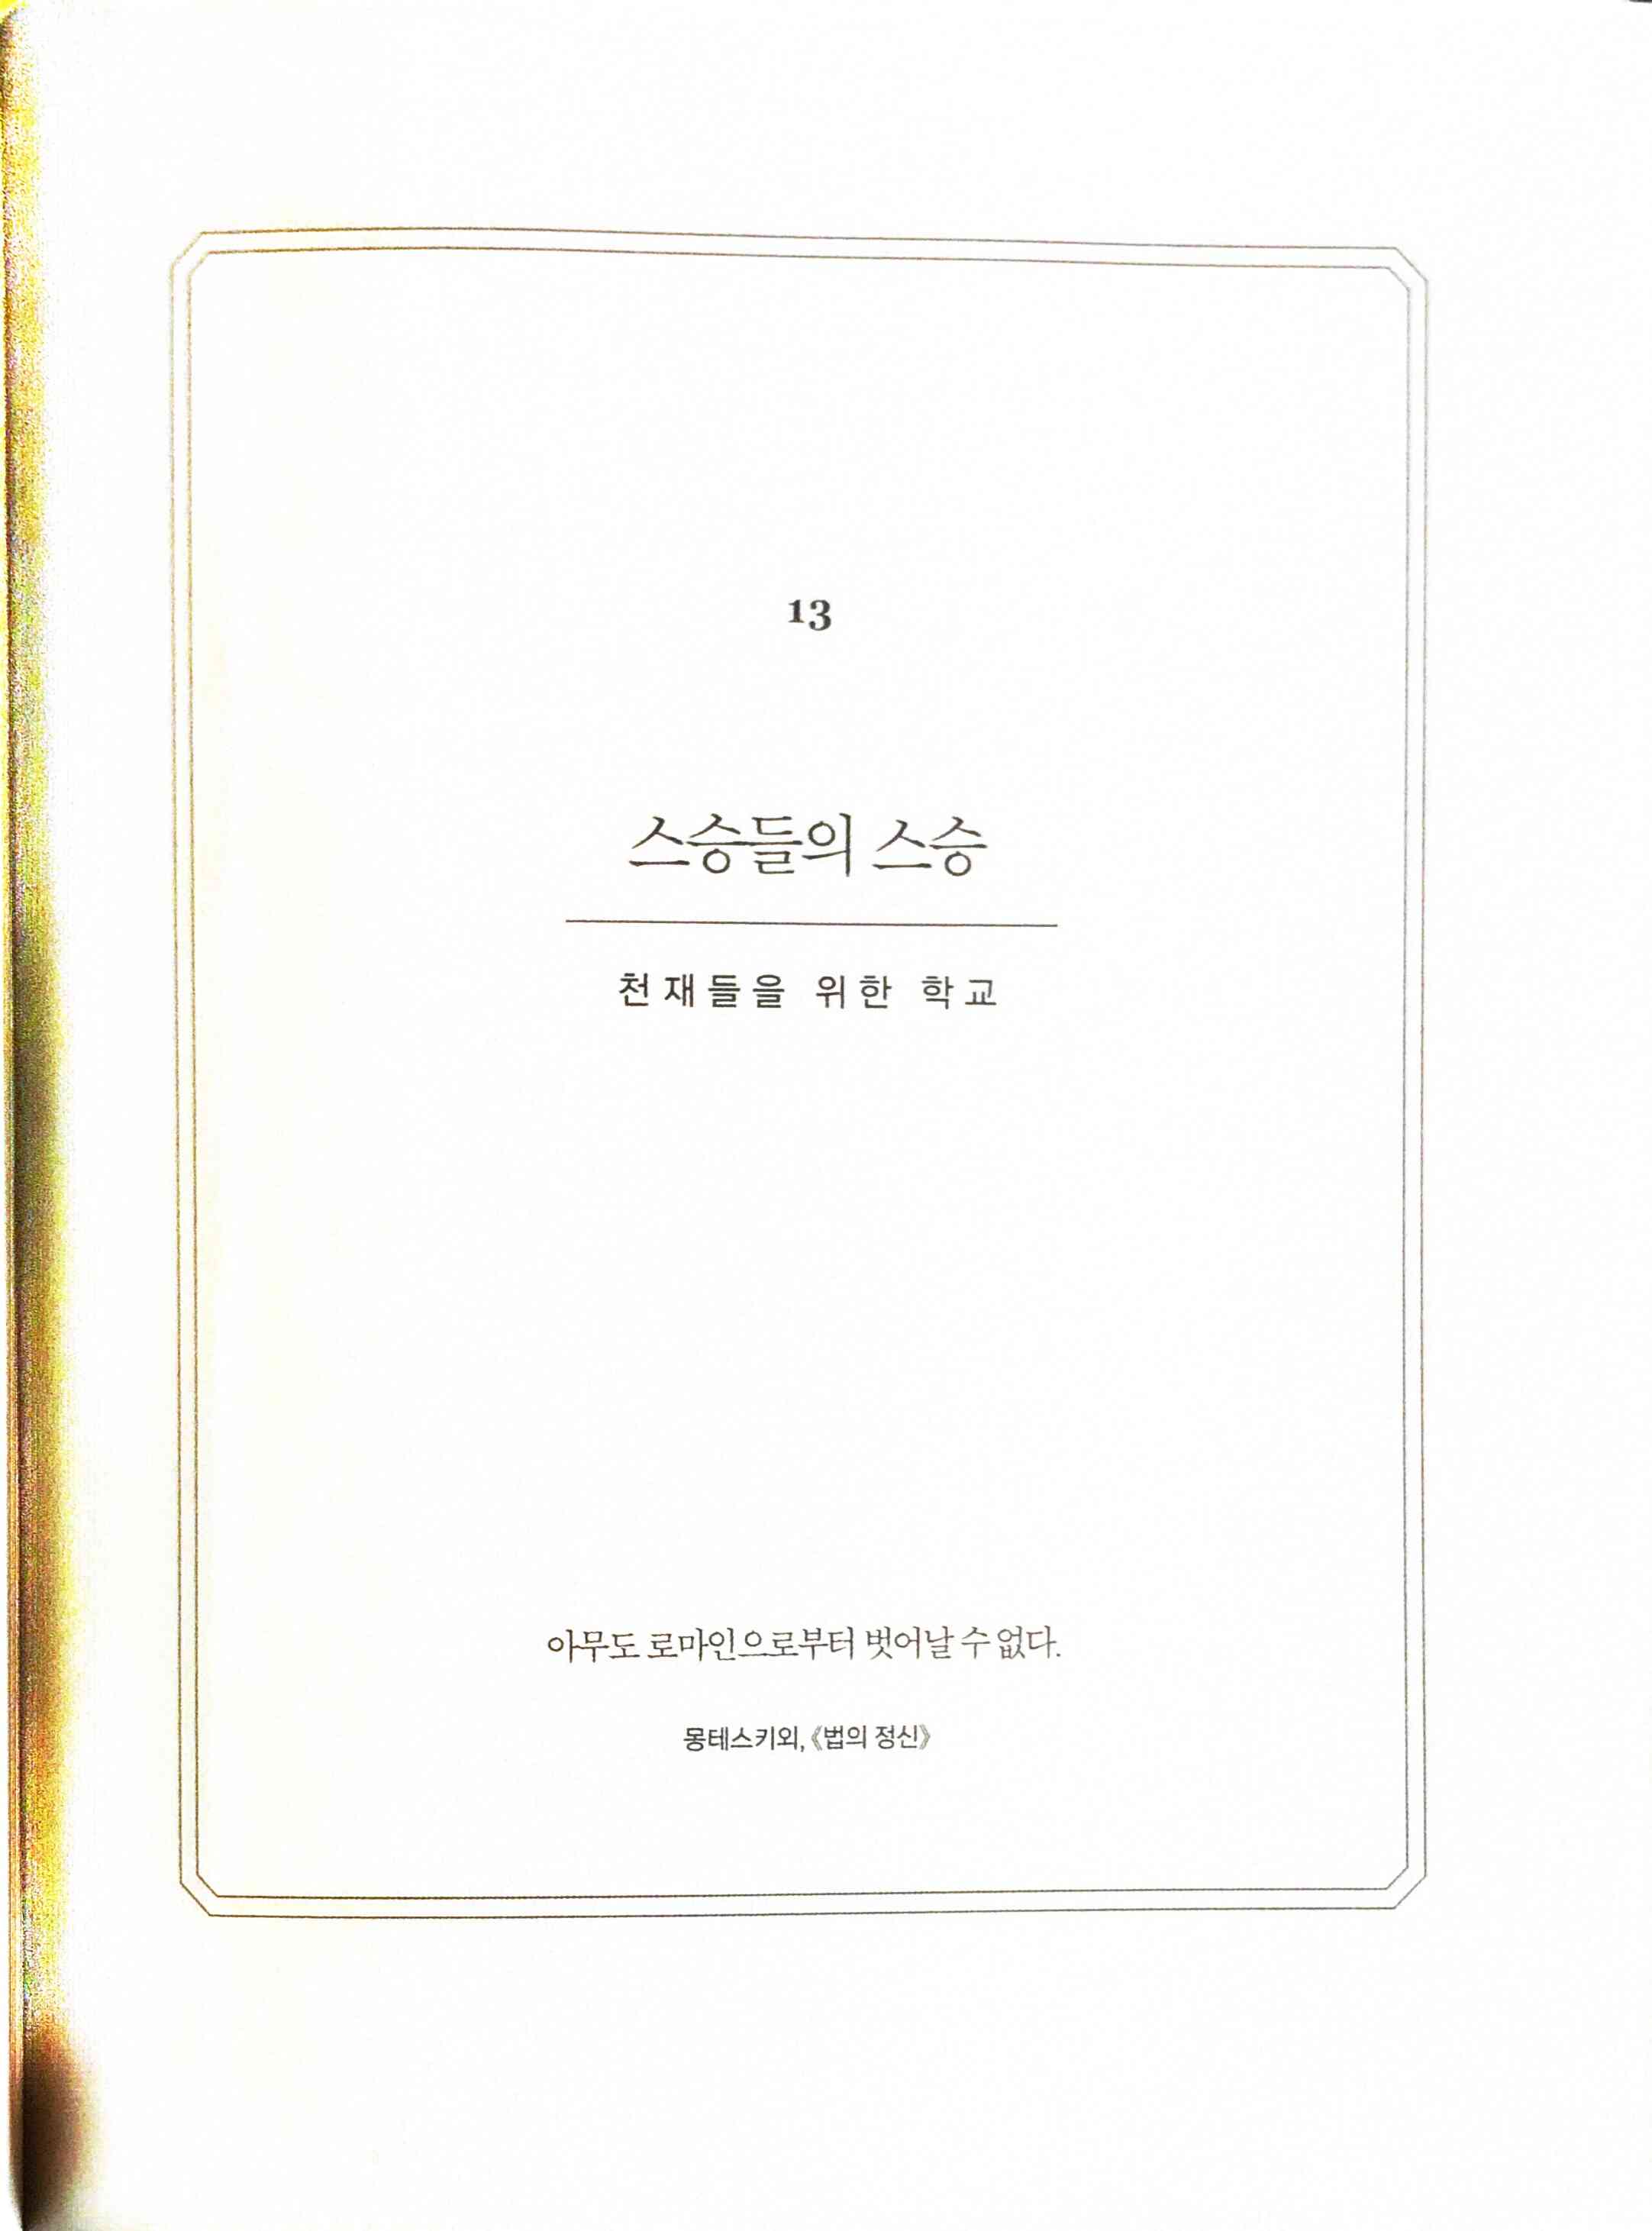 13
스승들의 스승
천재들을 위한 학교
아무도 로마인으로부터 벗어날 수 없다.
몽테스키외, 《법의 정신》